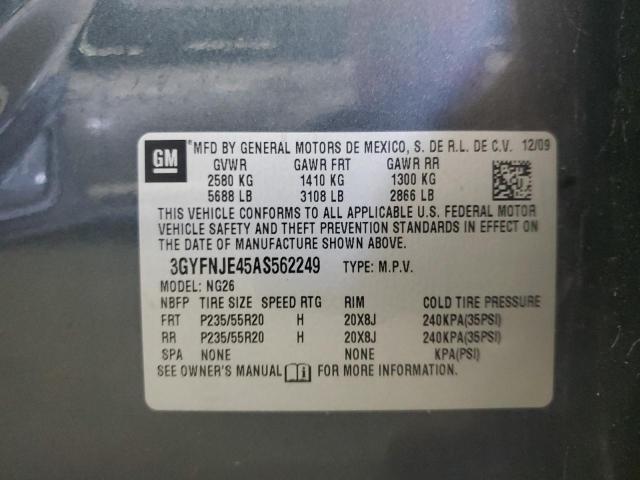 GM ® MFD BY GENERAL MOTORS DE MEXICO, S. DE R.L. DE C.V. 12/09
GVWR GAWR FRT GAWR RR
2580 KG 1410 KG 1300 KG
5688 LB 3108 LB 2866 LB
THIS VEHICLE CONFORMS TO ALL APPLICABLE U.S. FEDERAL MOTOR
VEHICLE SAFETY AND THEFT PREVENTION STANDARDS IN EFFECT ON
THE DATE OF MANUFACTURE SHOWN ABOVE.
3GYFNJE45AS562249 TYPE: M.P.V.
MODEL: NG26
NBFP TIRE SIZE SPEED RTG RIM COLD TIRE PRESSURE
FRT P235/55R20 H 20X8J 240KPA(35PSI)
RR P235/55R20 H 20X8J 240KPA(35PSI)
SPA NONE NONE KPA(PSI)
SEE OWNER'S MANUAL FOR MORE INFORMATION.